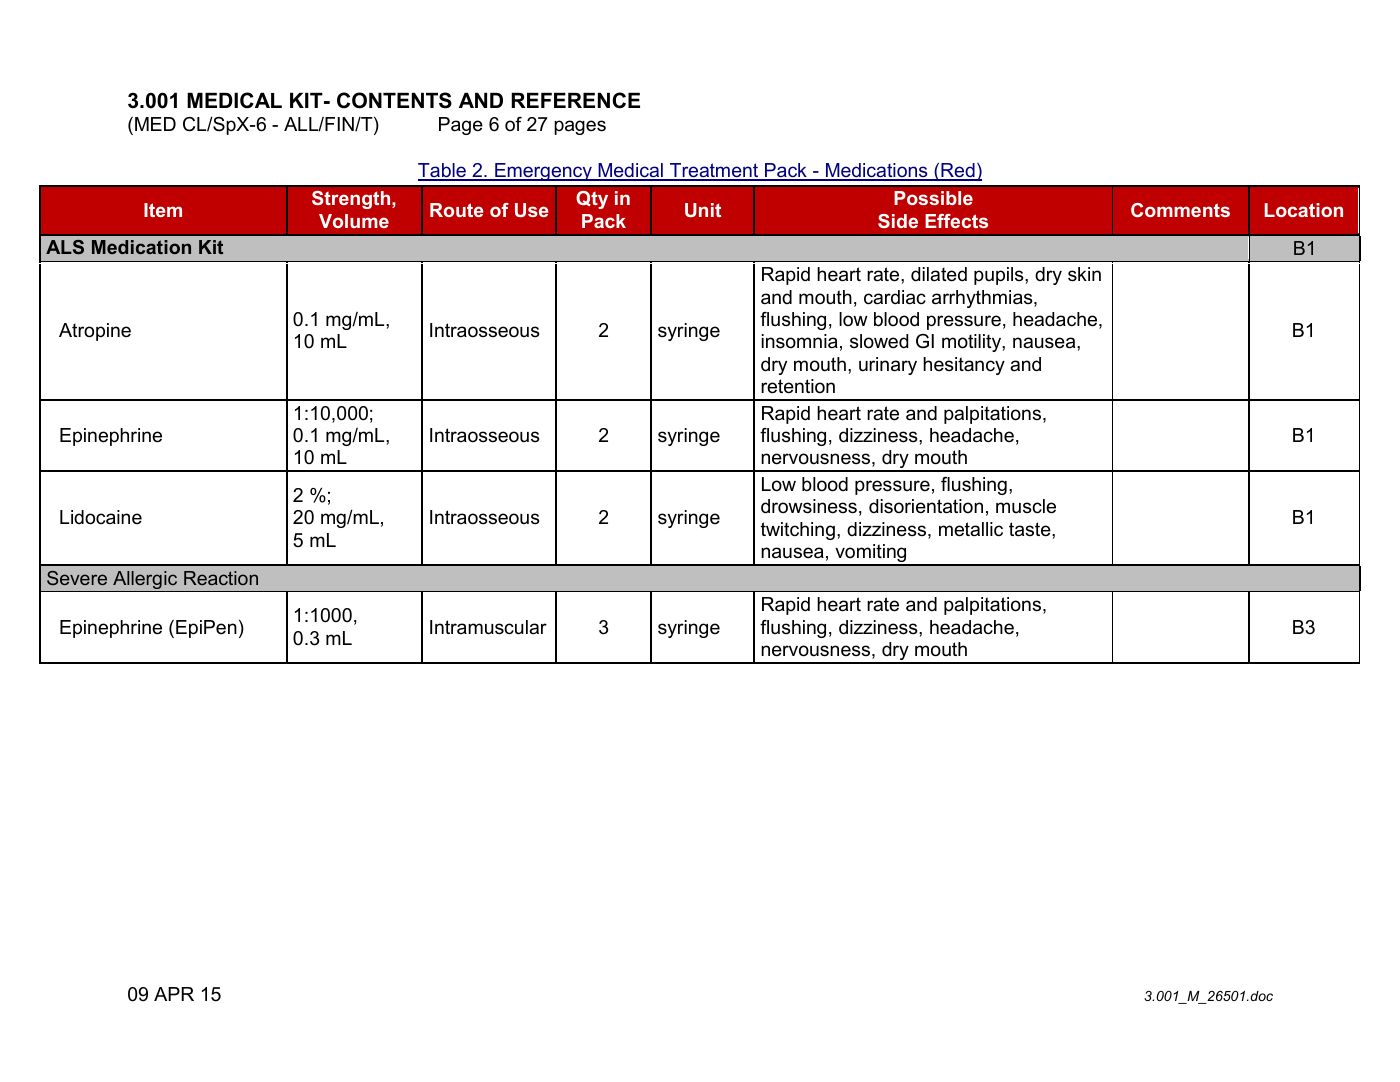 3.001 MEDICAL KIT- CONTENTS AND REFERENCE
(MED CL/SpX-6 - ALL/FIN/T) Page 6 of 27 pages
Table 2. Emergency Medical Treatment Pack - Medications (Red)
Item
Strength,
Volume
Route of Use
Qty in
Pack
Unit
Possible
Side Effects
Comments
Location
ALS Medication Kit
B1
Atropine
0.1 mg/mL,
10 mL
Intraosseous
2
syringe
Rapid heart rate, dilated pupils, dry skin
and mouth, cardiac arrhythmias,
flushing, low blood pressure, headache,
insomnia, slowed GI motility, nausea,
dry mouth, urinary hesitancy and
retention
B1
Epinephrine
1:10,000;
0.1 mg/mL,
10 mL
Intraosseous
2
syringe
Rapid heart rate and palpitations,
flushing, dizziness, headache,
nervousness, dry mouth
B1
Lidocaine
2 %;
20 mg/mL,
5 mL
Intraosseous
2
syringe
Low blood pressure, flushing,
drowsiness, disorientation, muscle
twitching, dizziness, metallic taste,
nausea, vomiting
B1
Severe Allergic Reaction
Epinephrine (EpiPen)
1:1000,
0.3 mL
Intramuscular
3
syringe
Rapid heart rate and palpitations,
flushing, dizziness, headache,
nervousness, dry mouth
B3
09 APR 15
3.001_M_26501.doc